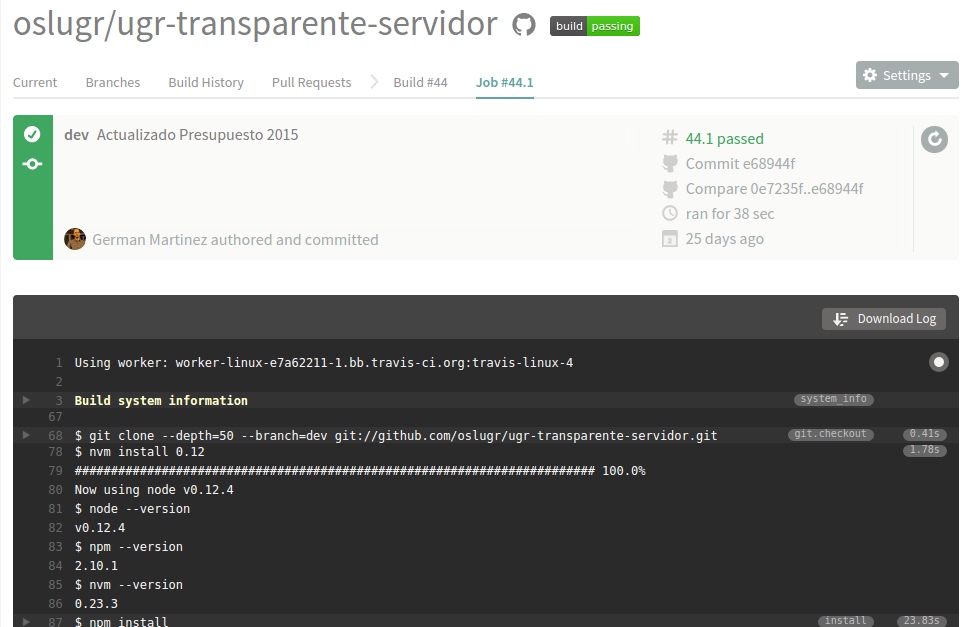 oslugr/ugr-transparente-servidor build passing
Current Branches Build History Pull Requests Build #44 Job #44.1 Settings
dev Actualizado Presupuesto 2015
44.1 passed
Commit e68944f
Compare 0e7235f..e68944f
ran for 38 sec
German Martinez authored and committed
25 days ago
Download Log
1 Using worker: worker-linux-e7a62211-1.bb.travis-ci.org:travis-linux-4
2
3 Build system information system_info
67
68 $ git clone --depth=50 --branch=dev git://github.com/oslugr/ugr-transparente-servidor.git git.checkout 0.41s
78 $ nvm install 0.12 1.78s
79 ######################################################################## 100.0%
80 Now using node v0.12.4
81 $ node --version
82 v0.12.4
83 $ npm --version
84 2.10.1
85 $ nvm --version
86 0.23.3
87 $ npm install install 23.83s